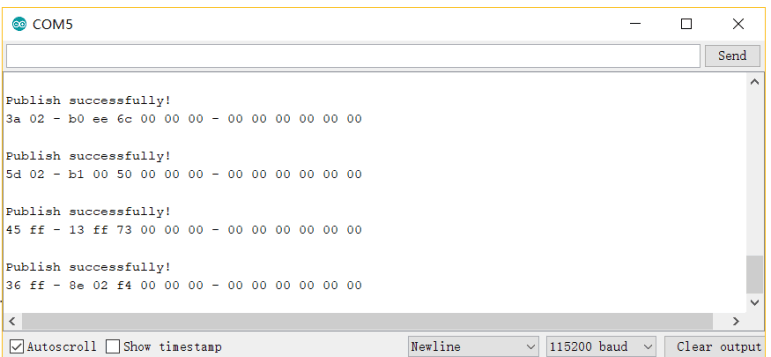 COM5
Send
Publish successfully!
3a 02 - b0 ee 6c 00 00 00 - 00 00 00 00 00 00
Publish successfully!
5d 02 - b1 00 50 00 00 00 - 00 00 00 00 00 00
Publish successfully!
45 ff - 13 ff 73 00 00 00 - 00 00 00 00 00 00
Publish successfully!
36 ff - 8e 02 f4 00 00 00 - 00 00 00 00 00 00
Autoscroll Show timestamp Newline 115200 baud Clear output